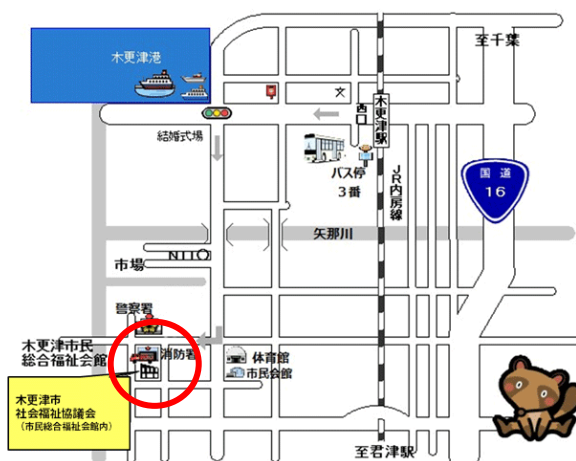 木更津港
至千葉
文
西口
木更津駅
結婚式場
バス停
3番
JR内房線
国道
16
矢那川
市場
警察署
木更津市民
総合福祉会館
消防署
体育館
市民会館
木更津市
社会福祉協議会
(市民総合福祉会館内)
至君津駅